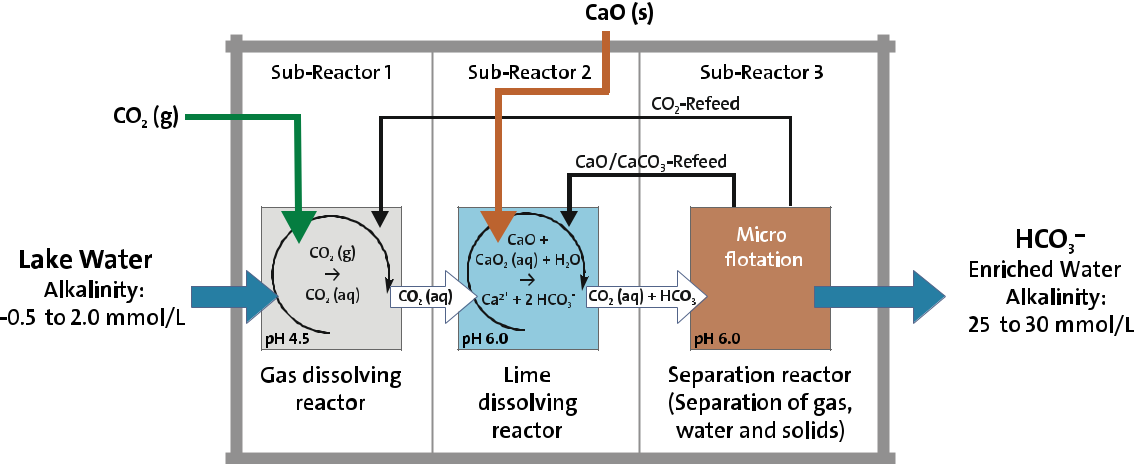 CaO (s)
Sub-Reactor 1
Sub-Reactor 2
Sub-Reactor 3
CO₂-Refeed
CO₂ (g)
CaO/CaCO₃-Refeed
CO₂ (g)
→
CO₂ (aq)
pH 4.5
CO₂ (aq)
CaO +
CaO₂ (aq) + H₂O
→
Ca²⁺ + 2 HCO₃⁻
pH 6.0
CO₂ (aq) + HCO₃
Micro
flotation
pH 6.0
Lake Water
Alkalinity:
-0.5 to 2.0 mmol/L
HCO₃⁻
Enriched Water
Alkalinity:
25 to 30 mmol/L
Gas dissolving
reactor
Lime
dissolving
reactor
Separation reactor
(Separation of gas,
water and solids)